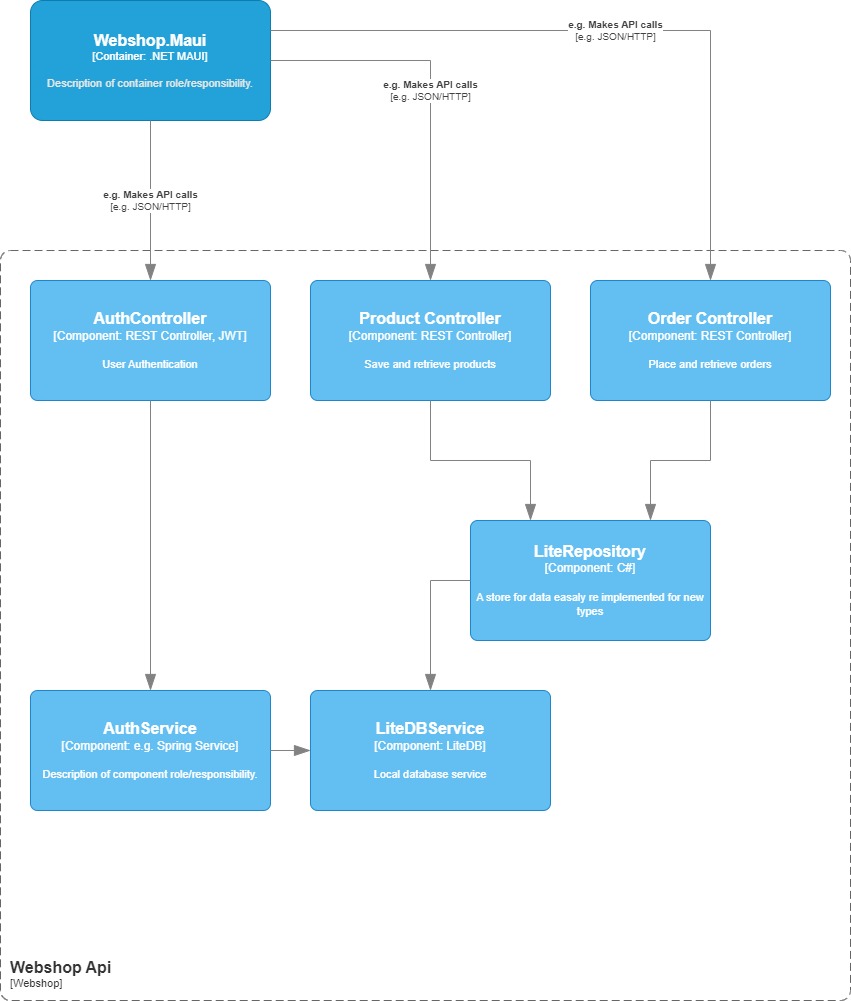 Webshop.Maui
[Container: .NET MAUI]
Description of container role/responsibility.
e.g. Makes API calls
[e.g. JSON/HTTP]
e.g. Makes API calls
[e.g. JSON/HTTP]
e.g. Makes API calls
[e.g. JSON/HTTP]
AuthController
[Component: REST Controller, JWT]
User Authentication
Product Controller
[Component: REST Controller]
Save and retrieve products
Order Controller
[Component: REST Controller]
Place and retrieve orders
LiteRepository
[Component: C#]
A store for data easaly re implemented for new
types
AuthService
[Component: e.g. Spring Service]
Description of component role/responsibility.
LiteDBService
[Component: LiteDB]
Local database service
Webshop Api
[Webshop]